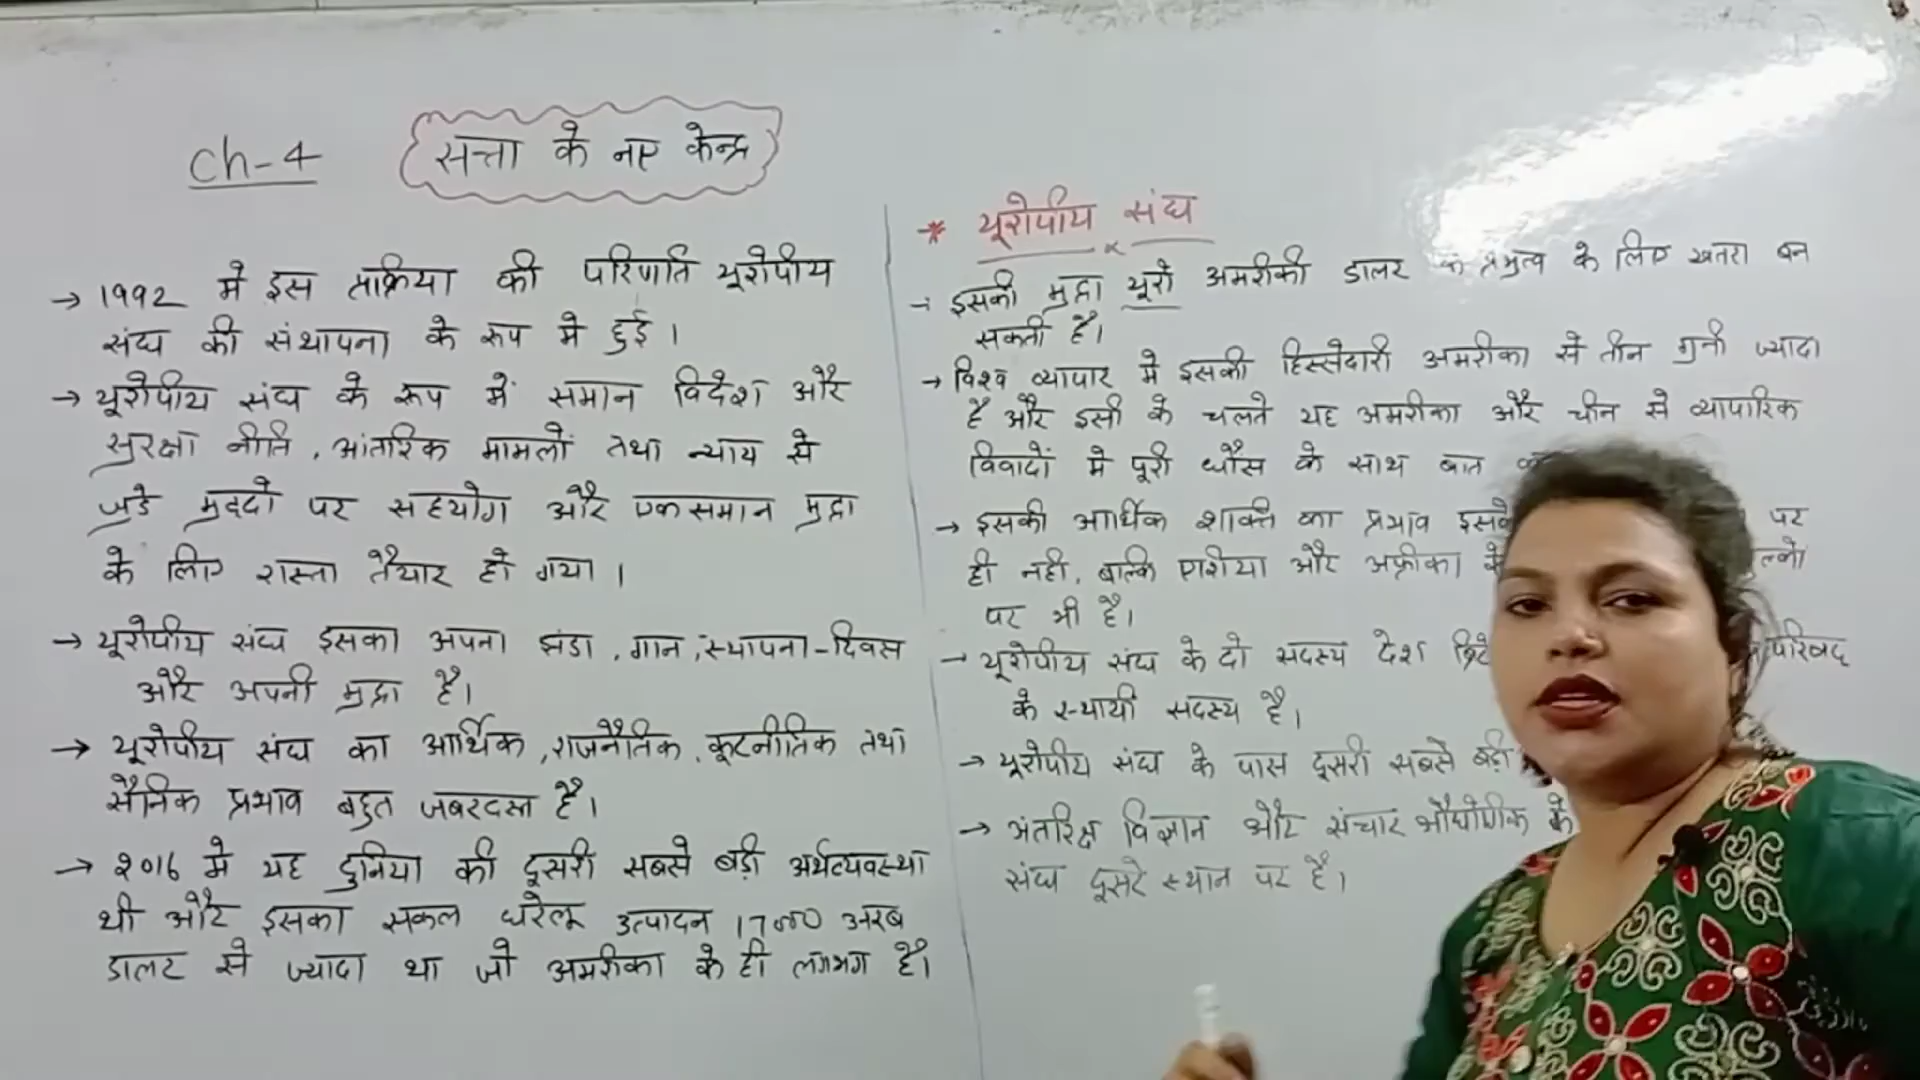 Ch-4
सत्ता के नए केन्द्र
→ 1992 मे इस प्रक्रिया की परिणति यूरोपीय
संघ की संथापना के रूप मे हुई।
→ यूरोपीय संघ के रूप में समान विदेश और
सुरक्षा नीति, आंतरिक मामलों तथा न्याय से
जुडे मुद्दो पर सहयोग और एकसमान मुद्रा
के लिए रास्ता तैयार हो गया।
→ यूरोपीय संघ इसका अपना झंडा, गान, स्थापना-दिवस
और अपनी मुद्रा है।
→ यूरोपीय संघ का आर्थिक, राजनैतिक, कूटनीतिक तथा
सैनिक प्रभाव बहुत जबरदस्त है।
→ 2016 मे यह दुनिया की दूसरी सबसे बड़ी अर्थव्यवस्था
थी और इसका सकल घरेलू उत्पादन 17000 अरब
डालर से ज्यादा था जो अमरीका के ही लगभग है।
* यूरोपीय संघ
→ इसकी मुद्रा यूरो अमरीकी डालर के प्रभुत्व के लिए खतरा बन
सकती है।
→ विश्व व्यापार मे इसकी हिस्सेदारी अमरीका से तीन गुनी ज्यादा
है और इसी के चलते यह अमरीका और चीन से व्यापारिक
विवादों मे पूरी धौंस के साथ बात
→ इसकी आर्थिक शक्ति का प्रभाव पर
ही नही, बल्कि एशिया और अफ्रीका के
पर भी है।
→ यूरोपीय संघ के दो सदस्य देश परिषद
के स्थायी सदस्य है।
→ यूरोपीय संघ के पास दूसरी सबसे बड़ी
→ अंतरिक्ष विज्ञान और संचार औद्योगिक के
संघ दूसरे स्थान पर है।